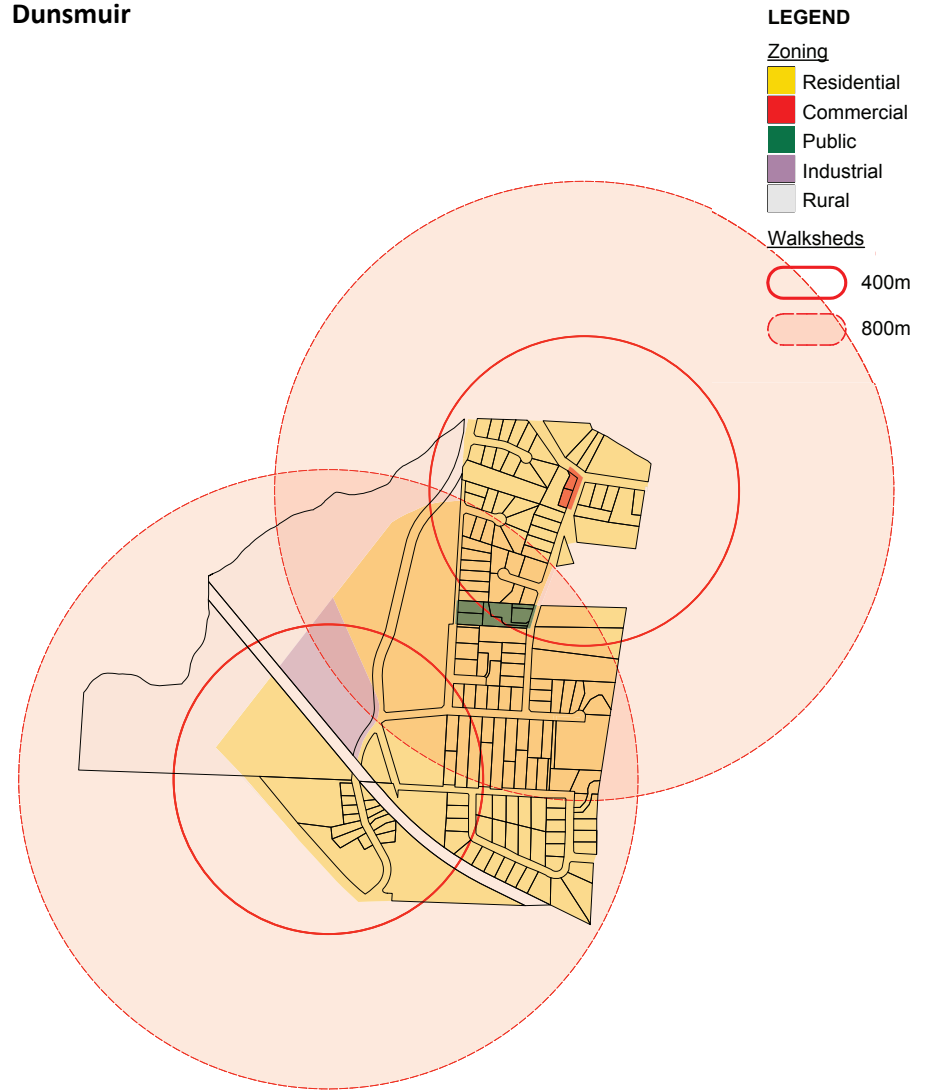 Dunsmuir
LEGEND
Zoning
Residential
Commercial
Public
Industrial
Rural
Walksheds
400m
800m